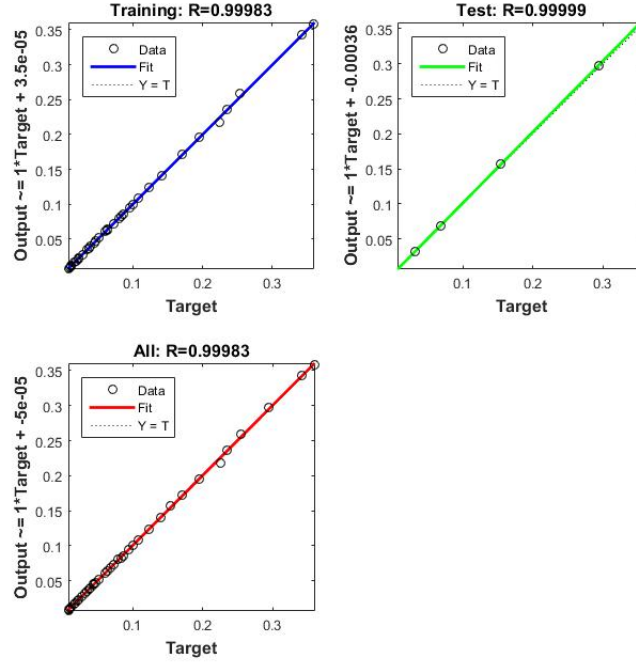 Training: R=0.99983
Output ~= 1*Target + 3.5e-05
0.35
0.3
0.25
0.2
0.15
0.1
0.05
Data
Fit
Y = T
0.1
0.2
0.3
Target
Test: R=0.99999
Output ~= 1*Target + -0.00036
0.35
0.3
0.25
0.2
0.15
0.1
0.05
Data
Fit
Y = T
0.1
0.2
0.3
Target
All: R=0.99983
Output ~= 1*Target + -5e-05
0.35
0.3
0.25
0.2
0.15
0.1
0.05
Data
Fit
Y = T
0.1
0.2
0.3
Target